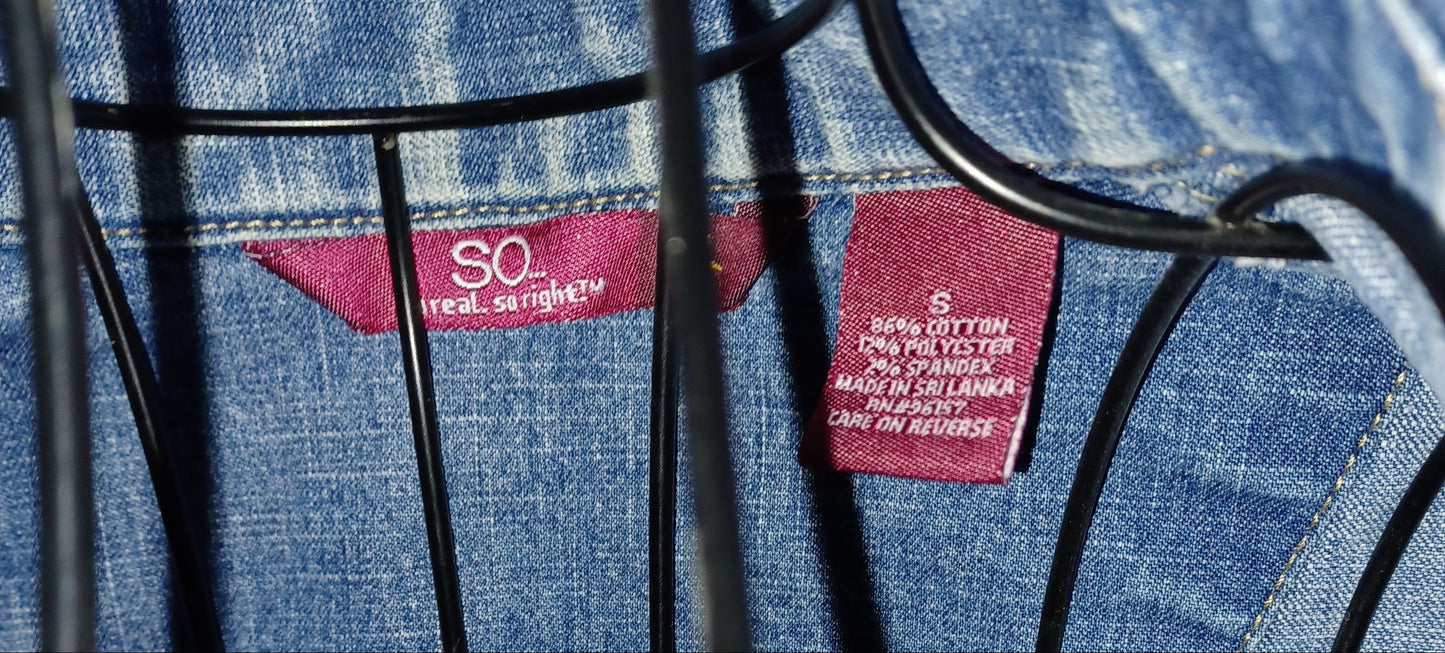 SO...
real. so right™
S
86% COTTON
12% POLYESTER
2% SPANDEX
MADE IN SRI LANKA
RN#96157
CARE ON REVERSE